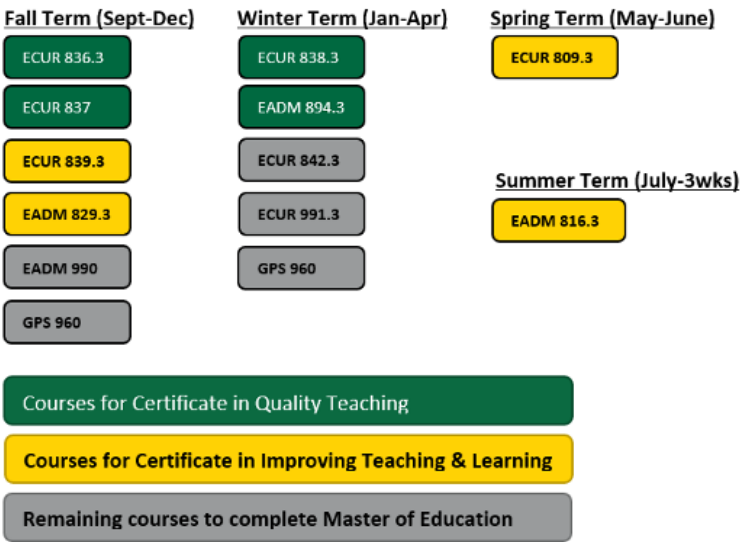 Fall Term (Sept-Dec)
ECUR 836.3
ECUR 837
ECUR 839.3
EADM 829.3
EADM 990
GPS 960
Winter Term (Jan-Apr)
ECUR 838.3
EADM 894.3
ECUR 842.3
ECUR 991.3
GPS 960
Spring Term (May-June)
ECUR 809.3
Summer Term (July-3wks)
EADM 816.3
Courses for Certificate in Quality Teaching
Courses for Certificate in Improving Teaching & Learning
Remaining courses to complete Master of Education